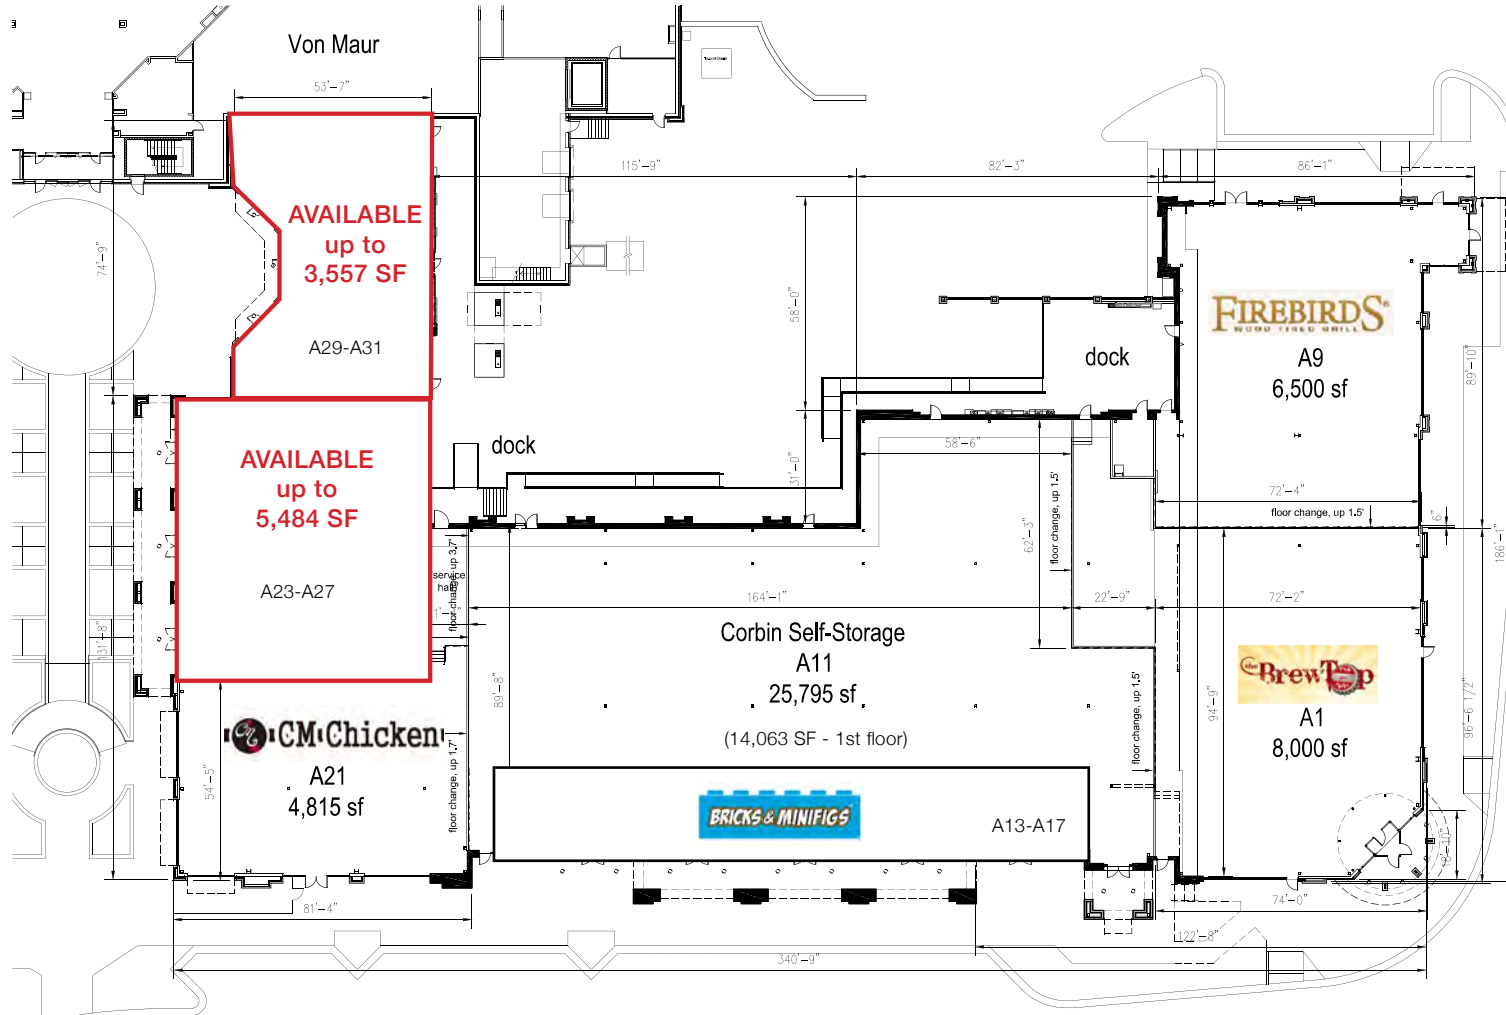 Von Maur
53'-7"
115'-9"
82'-3"
86'-1"
AVAILABLE
up to
3,557 SF
A29-A31
74'-9"
58'-0"
dock
FIREBIRDS
WOOD FIRED GRILL
A9
6,500 sf
89'-10"
AVAILABLE
up to
5,484 SF
A23-A27
dock
31'-0"
58'-6"
72'-4"
floor change, up 1.5'
6"
186'-1"
floor change, up 3.7'
service
hall
62'-3"
floor change, up 1.5'
164'-1"
22'-9"
72'-2"
131'-8"
Corbin Self-Storage
A11
25,795 sf
(14,063 SF - 1st floor)
89'-8"
the BrewTop
A1
8,000 sf
94'-9"
96'-6 1/2"
floor change, up 1.5'
CM Chicken
A21
4,815 sf
54'-5"
floor change, up 1.7'
BRICKS & MINIFIGS
A13-A17
18'-10"
81'-4"
74'-0"
122'-8"
340'-9"